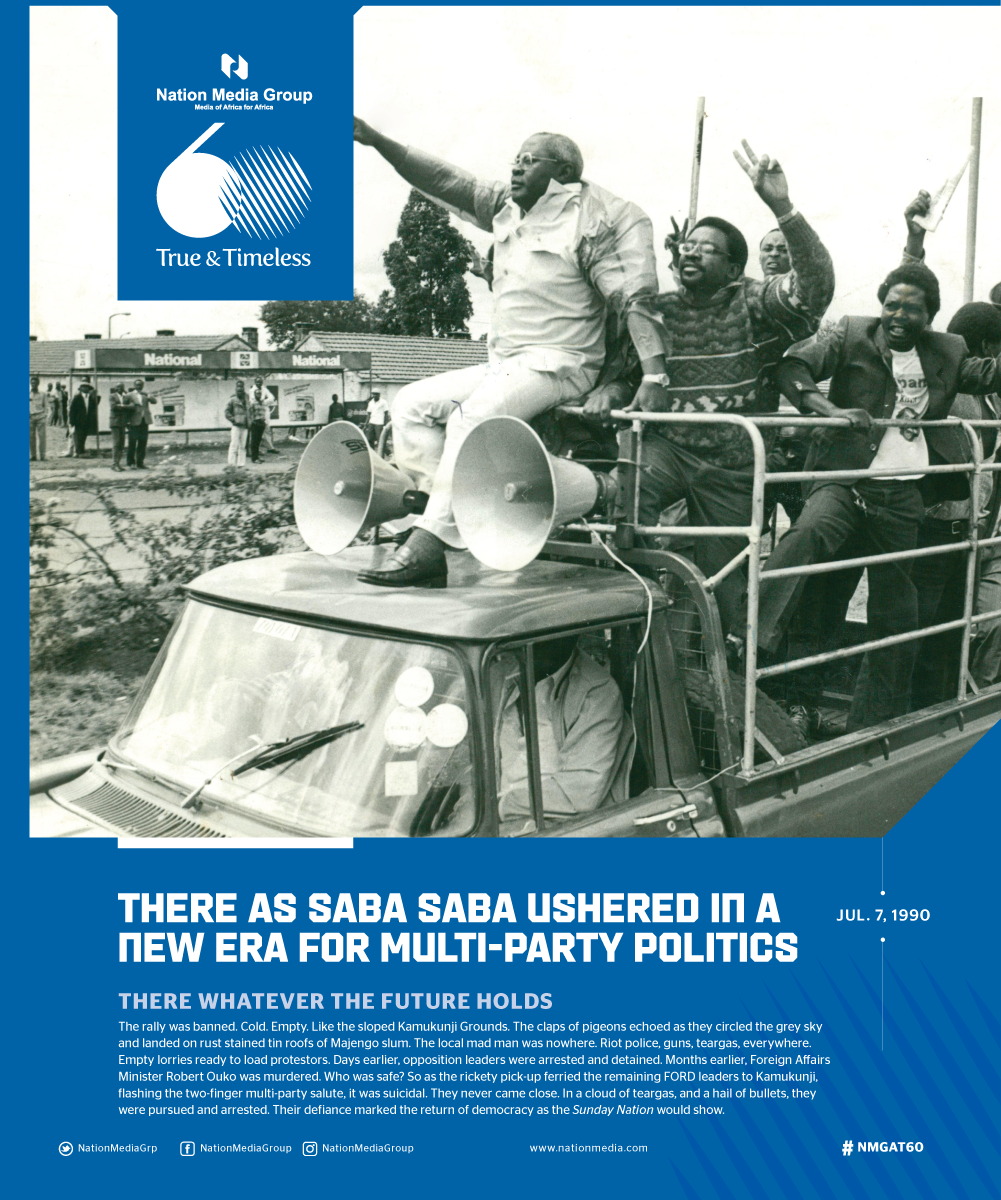 Nation Media Group
Media of Africa for Africa
60
True & Timeless
National
National
THERE AS SABA SABA USHERED IN A
NEW ERA FOR MULTI-PARTY POLITICS
JUL. 7, 1990
THERE WHATEVER THE FUTURE HOLDS
The rally was banned. Cold. Empty. Like the sloped Kamukunji Grounds. The claps of pigeons echoed as they circled the grey sky
and landed on rust stained tin roofs of Majengo slum. The local mad man was nowhere. Riot police, guns, teargas, everywhere.
Empty lorries ready to load protestors. Days earlier, opposition leaders were arrested and detained. Months earlier, Foreign Affairs
Minister Robert Ouko was murdered. Who was safe? So as the rickety pick-up ferried the remaining FORD leaders to Kamukunji,
flashing the two-finger multi-party salute, it was suicidal. They never came close. In a cloud of teargas, and a hail of bullets, they
were pursued and arrested. Their defiance marked the return of democracy as the Sunday Nation would show.
NationMediaGrp
NationMediaGroup
NationMediaGroup
www.nationmedia.com
# NMGAT60